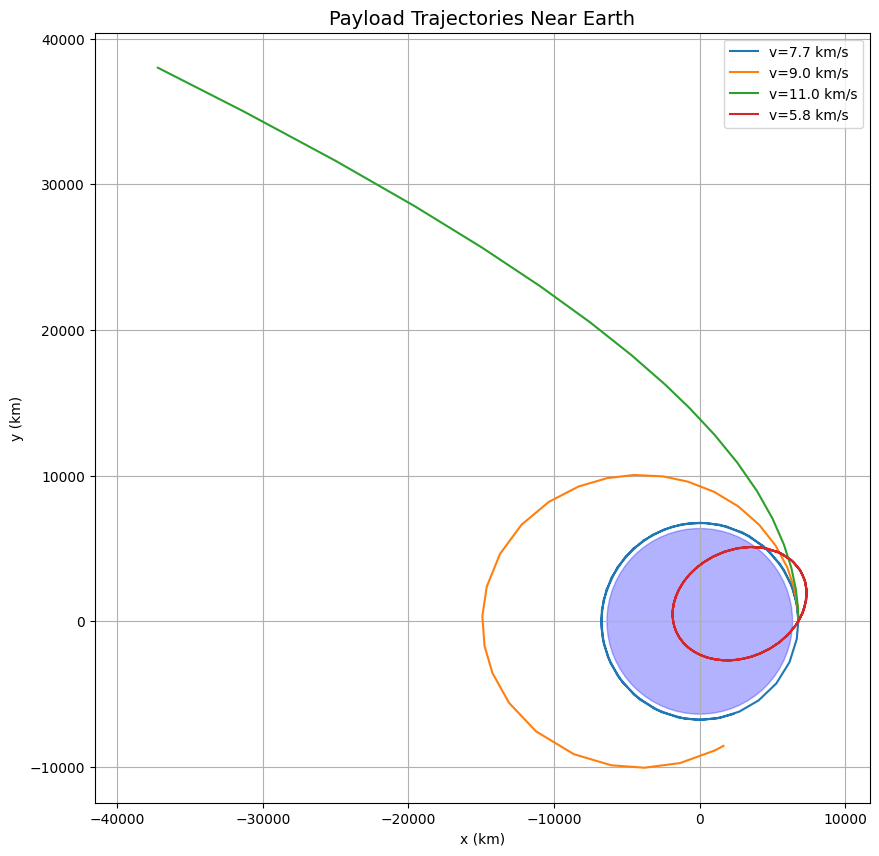 Payload Trajectories Near Earth
v=7.7 km/s
v=9.0 km/s
v=11.0 km/s
v=5.8 km/s
40000
30000
20000
10000
0
−10000
y (km)
−40000
−30000
−20000
−10000
0
10000
x (km)